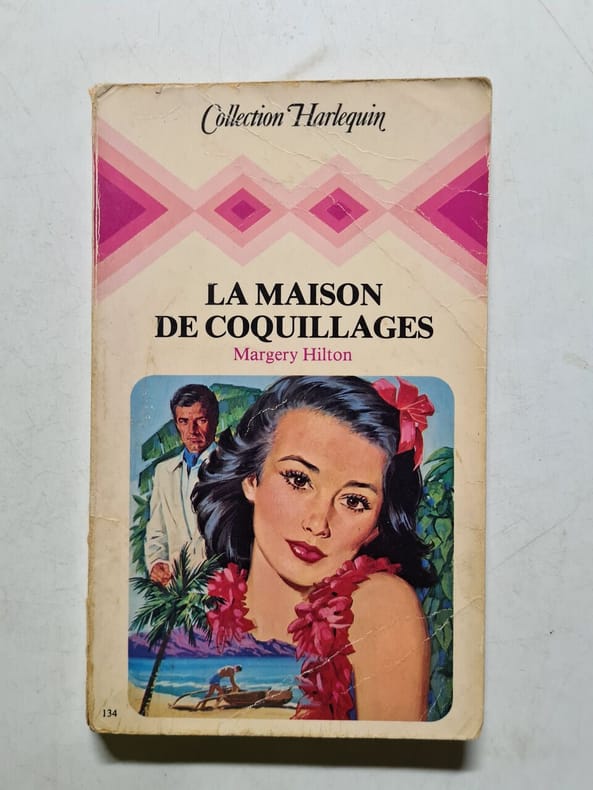 Collection Harlequin
LA MAISON
DE COQUILLAGES
Margery Hilton
134